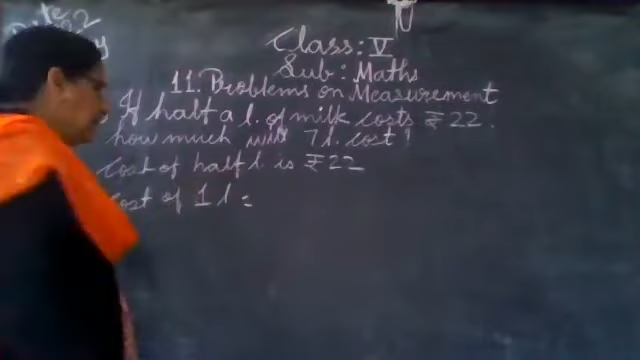 Class: V
Sub: Maths
11. Problems on Measurement
If half a l. of milk costs ₹22.
how much will 7l. cost?
Cost of half l. is ₹22
Cost of 1 l =